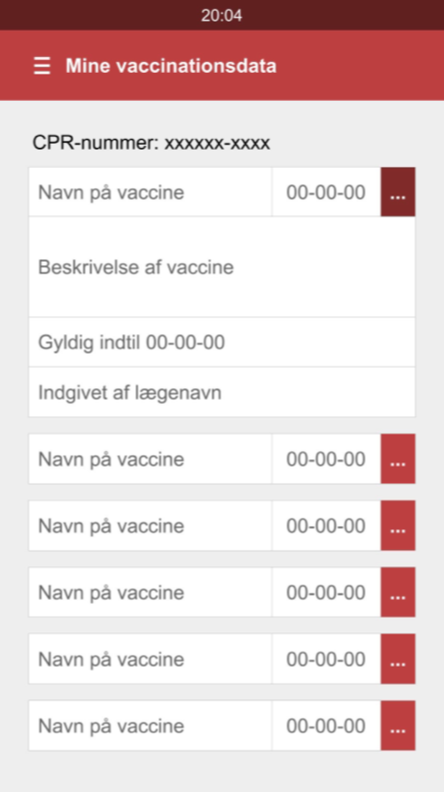 20:04
Mine vaccinationsdata
CPR-nummer: xxxxxx-xxxx
Navn på vaccine 00-00-00 ...
Beskrivelse af vaccine
Gyldig indtil 00-00-00
Indgivet af lægenavn
Navn på vaccine 00-00-00 ...
Navn på vaccine 00-00-00 ...
Navn på vaccine 00-00-00 ...
Navn på vaccine 00-00-00 ...
Navn på vaccine 00-00-00 ...